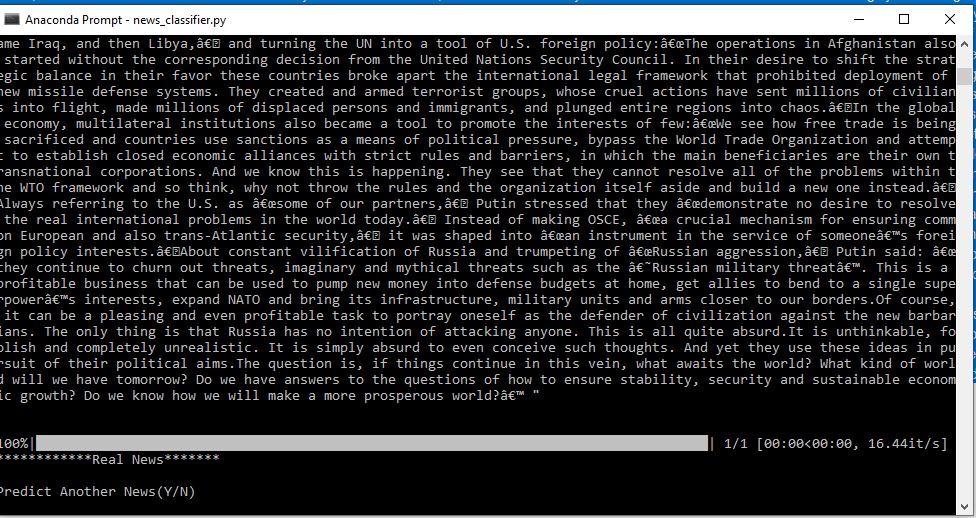 Anaconda Prompt - news_classifier.py
ame Iraq, and then Libya,â€⍰ and turning the UN into a tool of U.S. foreign policy:â€œThe operations in Afghanistan also
 started without the corresponding decision from the United Nations Security Council. In their desire to shift the strat
egic balance in their favor these countries broke apart the international legal framework that prohibited deployment of
new missile defense systems. They created and armed terrorist groups, whose cruel actions have sent millions of civilian
s into flight, made millions of displaced persons and immigrants, and plunged entire regions into chaos.â€⍰In the global
 economy, multilateral institutions also became a tool to promote the interests of few:â€œWe see how free trade is being
 sacrificed and countries use sanctions as a means of political pressure, bypass the World Trade Organization and attemp
t to establish closed economic alliances with strict rules and barriers, in which the main beneficiaries are their own t
ransnational corporations. And we know this is happening. They see that they cannot resolve all of the problems within t
he WTO framework and so think, why not throw the rules and the organization itself aside and build a new one instead.â€⍰
Always referring to the U.S. as â€œsome of our partners,â€⍰ Putin stressed that they â€œdemonstrate no desire to resolve
 the real international problems in the world today.â€⍰ Instead of making OSCE, â€œa crucial mechanism for ensuring comm
on European and also trans-Atlantic security,â€⍰ it was shaped into â€œan instrument in the service of someoneâ€™s forei
gn policy interests.â€⍰About constant vilification of Russia and trumpeting of â€œRussian aggression,â€⍰ Putin said: â€œ
they continue to churn out threats, imaginary and mythical threats such as the â€˜Russian military threatâ€™. This is a
profitable business that can be used to pump new money into defense budgets at home, get allies to bend to a single supe
rpowerâ€™s interests, expand NATO and bring its infrastructure, military units and arms closer to our borders.Of course,
 it can be a pleasing and even profitable task to portray oneself as the defender of civilization against the new barbar
ians. The only thing is that Russia has no intention of attacking anyone. This is all quite absurd.It is unthinkable, fo
olish and completely unrealistic. It is simply absurd to even conceive such thoughts. And yet they use these ideas in pu
rsuit of their political aims.The question is, if things continue in this vein, what awaits the world? What kind of worl
d will we have tomorrow? Do we have answers to the questions of how to ensure stability, security and sustainable econom
ic growth? Do we know how we will make a more prosperous world?â€™ "
100%| | 1/1 [00:00<00:00, 16.44it/s]
************Real News*******
Predict Another News(Y/N)